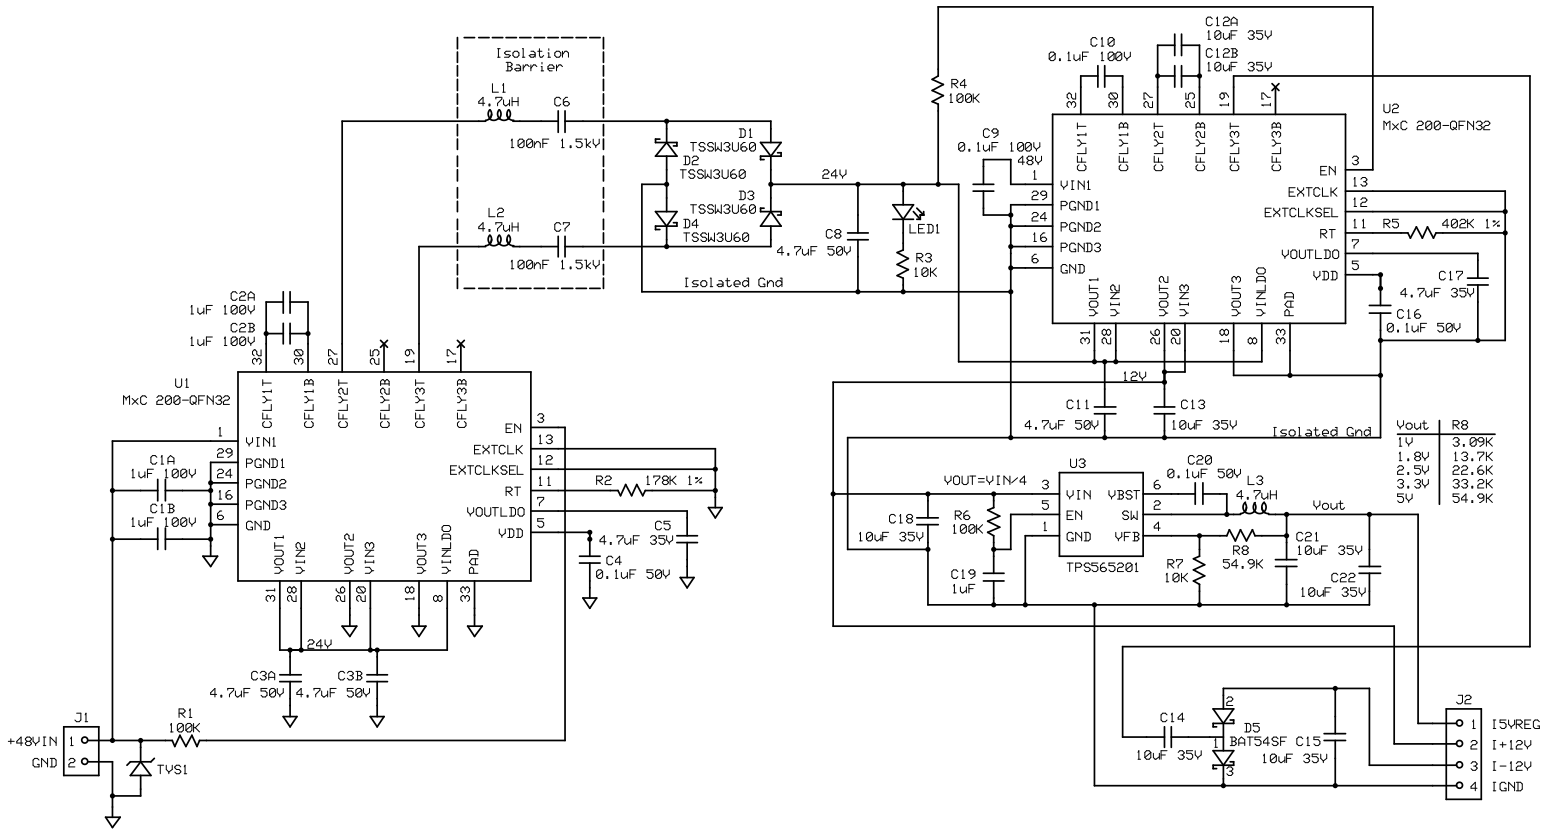 Isolation
Barrier
L1
4.7uH
C6
100nF 1.5kV
L2
4.7uH
C7
100nF 1.5kV
D1
TSSW3U60
D2
TSSW3U60
D3
TSSW3U60
D4
TSSW3U60
24V
C8
4.7uF 50V
LED1
R3
10K
Isolated Gnd
R4
100K
C9
0.1uF 100V
48V
C10
0.1uF 100V
C12A
10uF 35V
C12B
10uF 35V
U2
MxC 200-QFN32
32
30
27
25
19
17
CFLY1T
CFLY1B
CFLY2T
CFLY2B
CFLY3T
CFLY3B
1
VIN1
29
PGND1
24
PGND2
16
PGND3
6
GND
EN
3
EXTCLK
13
EXTCLKSEL
12
RT
11
R5
402K 1%
VOUTLDO
7
VDD
5
VOUT1
VIN2
VOUT2
VIN3
VOUT3
VINLDO
PAD
31
28
26
20
18
8
33
C17
4.7uF 35V
C16
0.1uF 50V
12V
C11
4.7uF 50V
C13
10uF 35V
Isolated Gnd
C2A
1uF 100V
C2B
1uF 100V
U1
MxC 200-QFN32
32
30
27
25
19
17
CFLY1T
CFLY1B
CFLY2T
CFLY2B
CFLY3T
CFLY3B
1
VIN1
29
PGND1
24
PGND2
16
PGND3
6
GND
C1A
1uF 100V
C1B
1uF 100V
EN
3
EXTCLK
13
EXTCLKSEL
12
RT
11
R2
178K 1%
VOUTLDO
7
VDD
5
VOUT1
VIN2
VOUT2
VIN3
VOUT3
VINLDO
PAD
31
28
26
20
18
8
33
C5
4.7uF 35V
C4
0.1uF 50V
24V
C3A
4.7uF 50V
C3B
4.7uF 50V
J1
+48VIN
1
GND
2
R1
100K
TVS1
Vout R8
1V 3.09K
1.8V 13.7K
2.5V 22.6K
3.3V 33.2K
5V 54.9K
VOUT=VIN/4
U3
3
VIN
5
EN
1
GND
VBST
6
SW
2
VFB
4
TPS565201
C18
10uF 35V
R6
100K
C19
1uF
C20
0.1uF 50V
L3
4.7uH
Vout
R7
10K
R8
54.9K
C21
10uF 35V
C22
10uF 35V
C14
10uF 35V
2
D5
1
BAT54SF
3
C15
10uF 35V
J2
1
I5VREG
2
I+12V
3
I-12V
4
IGND